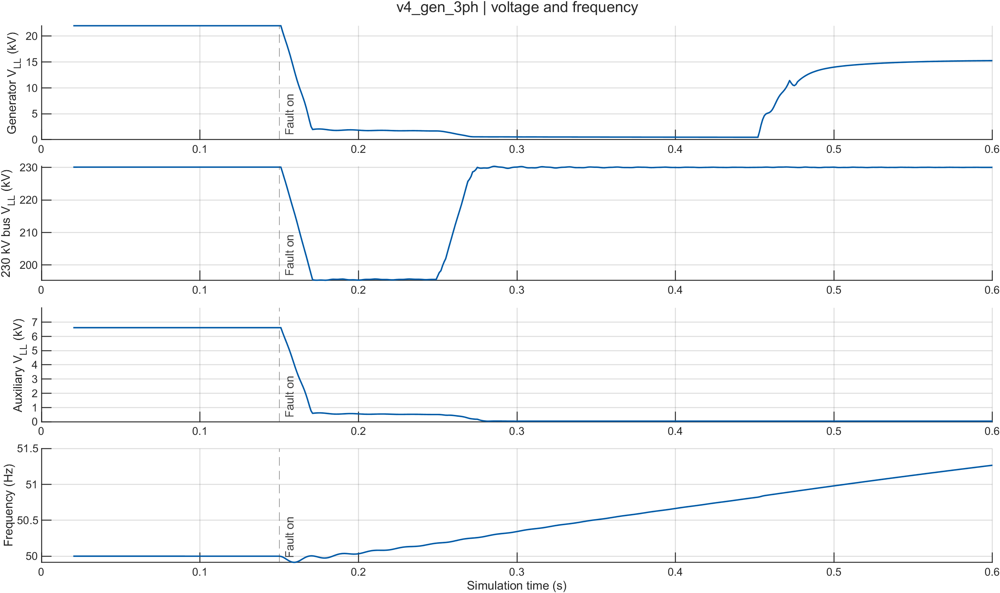 v4_gen_3ph | voltage and frequency
Generator V_LL (kV)
20
15
10
5
0
Fault on
0 0.1 0.2 0.3 0.4 0.5 0.6
230 kV bus V_LL (kV)
230
220
210
200
Fault on
0 0.1 0.2 0.3 0.4 0.5 0.6
Auxiliary V_LL (kV)
7
6
5
4
3
2
1
0
Fault on
0 0.1 0.2 0.3 0.4 0.5 0.6
Frequency (Hz)
51.5
51
50.5
50
Fault on
0 0.1 0.2 0.3 0.4 0.5 0.6
Simulation time (s)